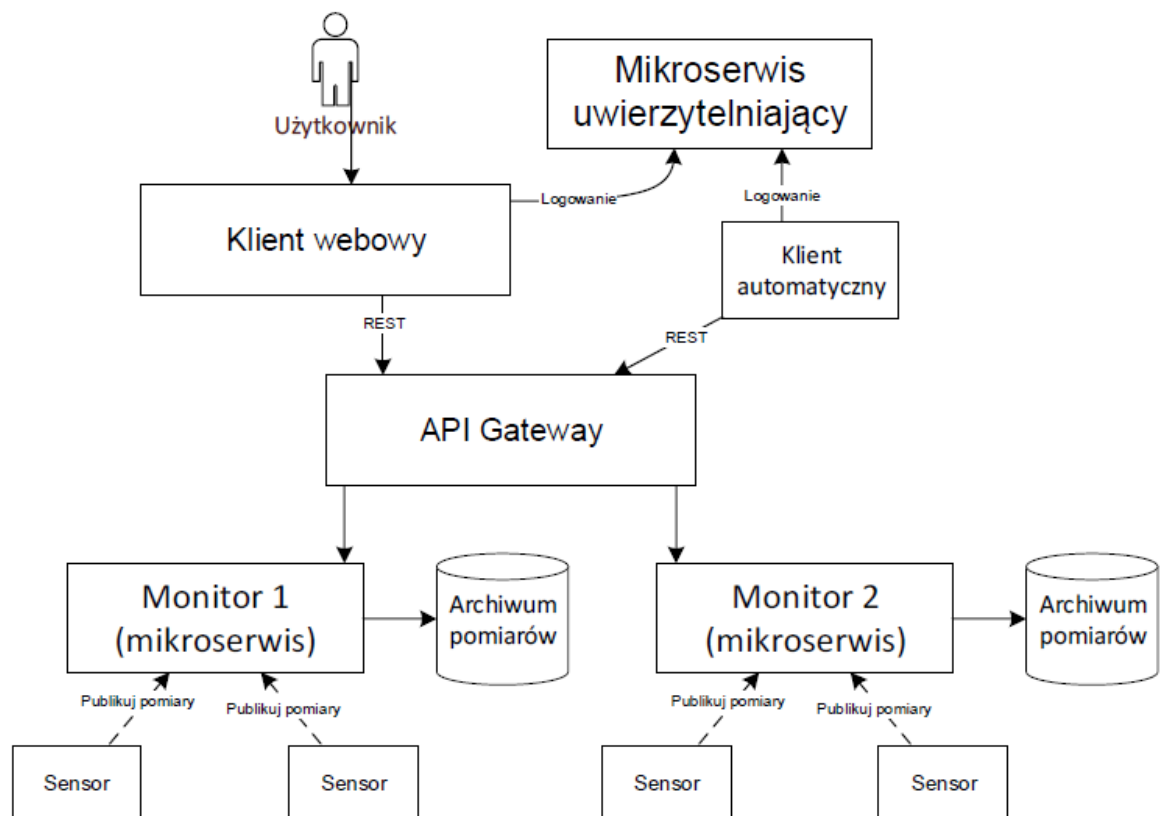 Mikroserwis
uwierzytelniający
Użytkownik
Logowanie
Logowanie
Klient webowy
Klient
automatyczny
REST
REST
API Gateway
Monitor 1
(mikroserwis)
Archiwum
pomiarów
Monitor 2
(mikroserwis)
Archiwum
pomiarów
Publikuj pomiary
Publikuj pomiary
Publikuj pomiary
Publikuj pomiary
Sensor
Sensor
Sensor
Sensor